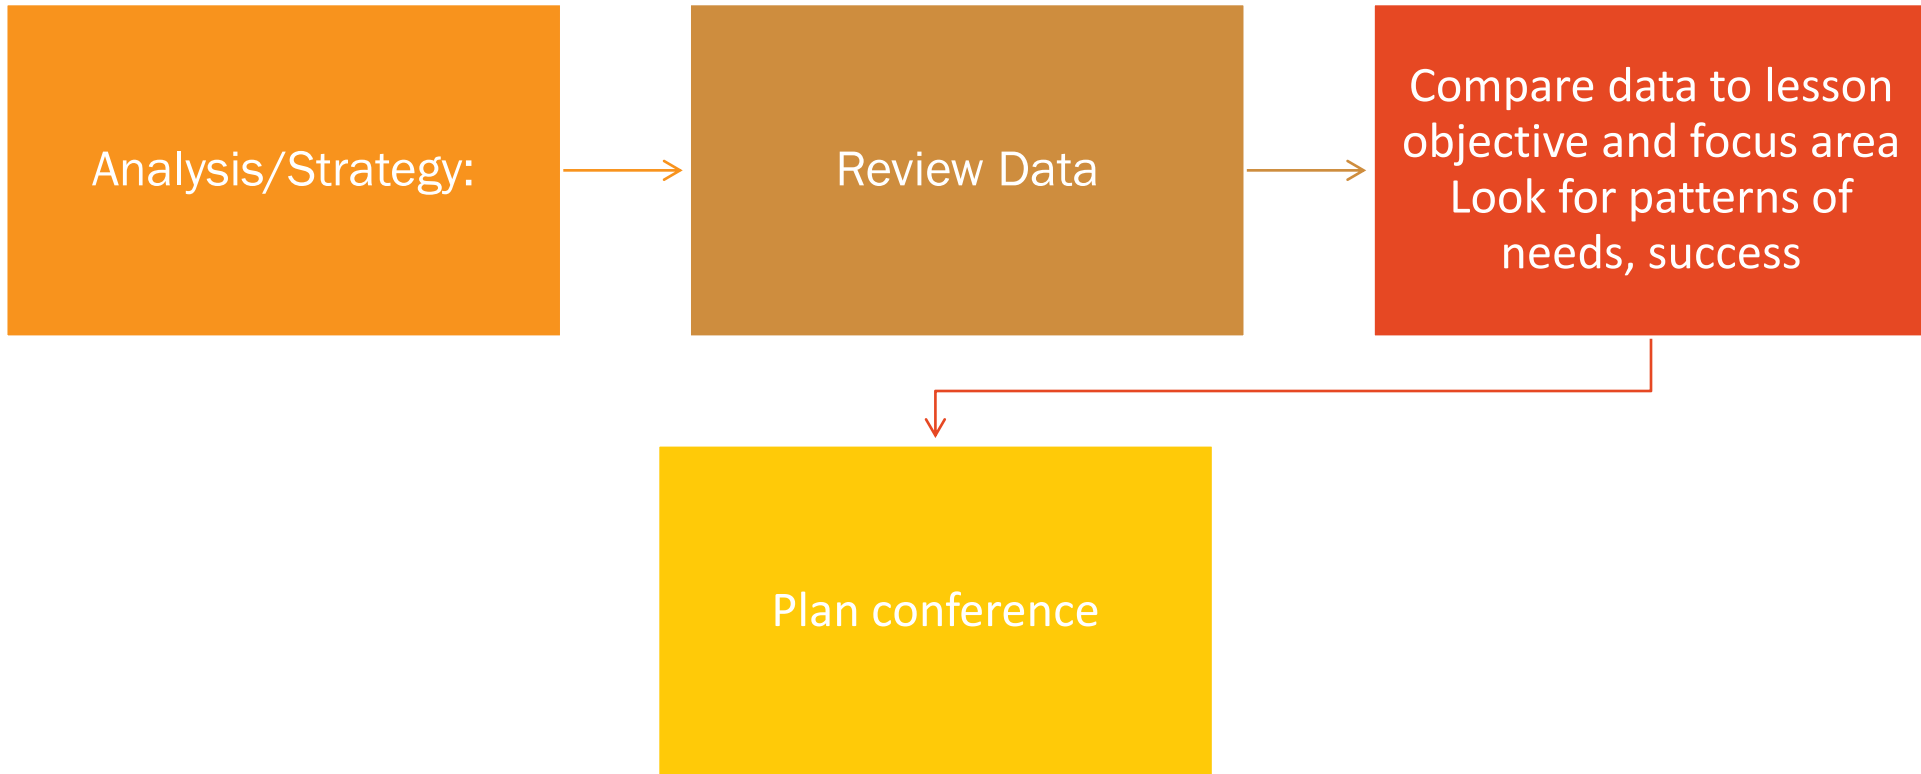 Analysis/Strategy:
Review Data
Compare data to lesson
objective and focus area
Look for patterns of
needs, success
Plan conference